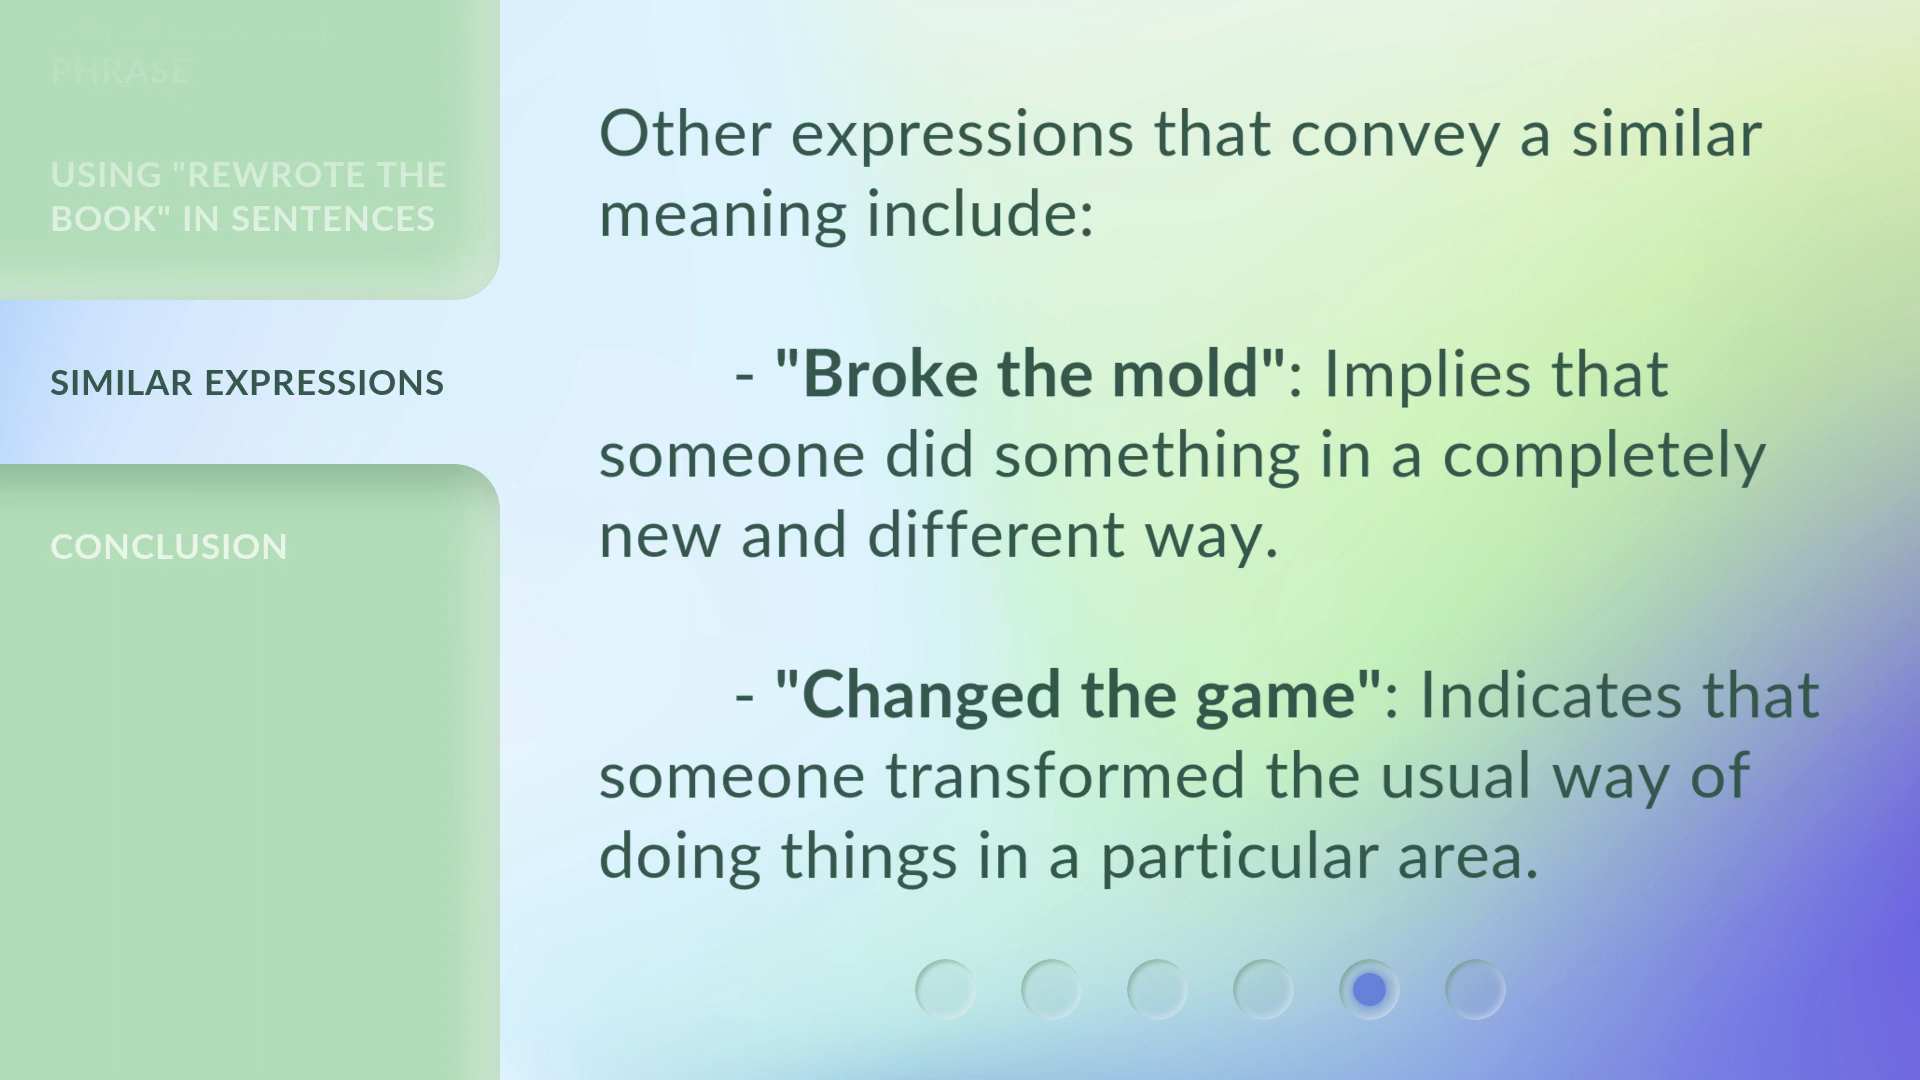 PHRASE
USING "REWROTE THE
BOOK" IN SENTENCES
SIMILAR EXPRESSIONS
CONCLUSION
Other expressions that convey a similar
meaning include:
- "Broke the mold": Implies that
someone did something in a completely
new and different way.
- "Changed the game": Indicates that
someone transformed the usual way of
doing things in a particular area.